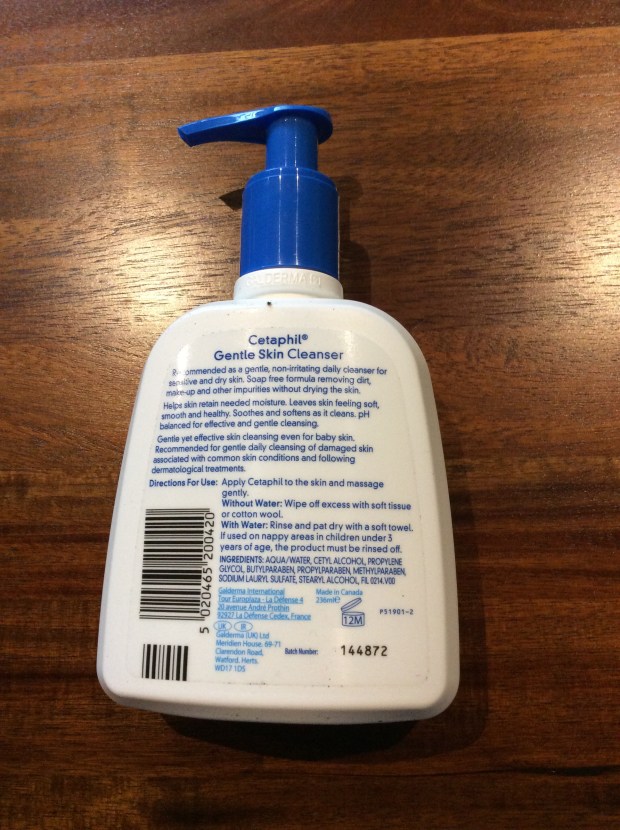 Cetaphil®
Gentle Skin Cleanser
Recommended as a gentle, non-irritating daily cleanser for
sensitive and dry skin. Soap free formula removing dirt,
make-up and other impurities without drying the skin.
Helps skin retain needed moisture. Leaves skin feeling soft,
smooth and healthy. Soothes and softens as it cleans. pH
balanced for effective and gentle cleansing.
Gentle yet effective skin cleansing even for baby skin.
Recommended for gentle daily cleansing of damaged skin
associated with common skin conditions and following
dermatological treatments.
Directions For Use: Apply Cetaphil to the skin and massage
gently.
Without Water: Wipe off excess with soft tissue
or cotton wool.
With Water: Rinse and pat dry with a soft towel.
If used on nappy areas in children under 3
years of age, the product must be rinsed off.
INGREDIENTS: AQUA/WATER, CETYL ALCOHOL, PROPYLENE
GLYCOL, BUTYLPARABEN, PROPYLPARABEN, METHYLPARABEN,
SODIUM LAURYL SULFATE, STEARYL ALCOHOL, FIL 0214.V00
5 020465 200420
Galderma International
Tour Europlaza - La Défense 4
20 avenue André Prothin
92927 La Défense Cedex, France
UK
Galderma (UK) Ltd
Meridien House, 69-71
Clarendon Road,
Watford, Herts.
WD17 1DS
Made in Canada
236ml e
12M
P51901-2
Batch Number: 144872